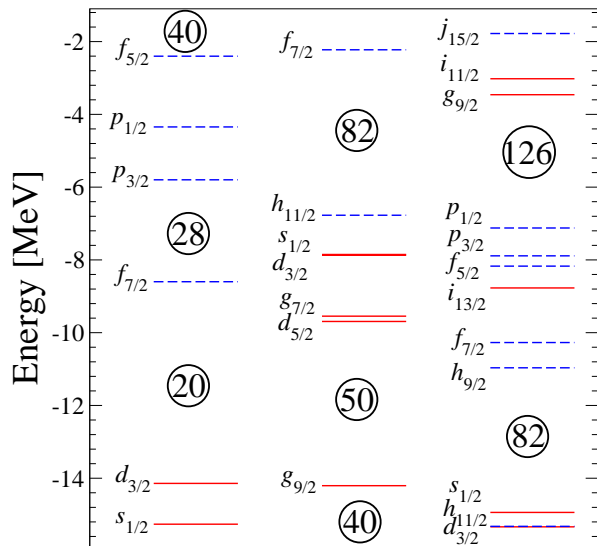 Energy [MeV]
-2
-4
-6
-8
-10
-12
-14
40
f5/2
p1/2
p3/2
28
f7/2
20
d3/2
s1/2
f7/2
82
h11/2
s1/2
d3/2
g7/2
d5/2
50
g9/2
40
j15/2
i11/2
g9/2
126
p1/2
p3/2
f5/2
i13/2
f7/2
h9/2
82
s1/2
h11/2
d3/2